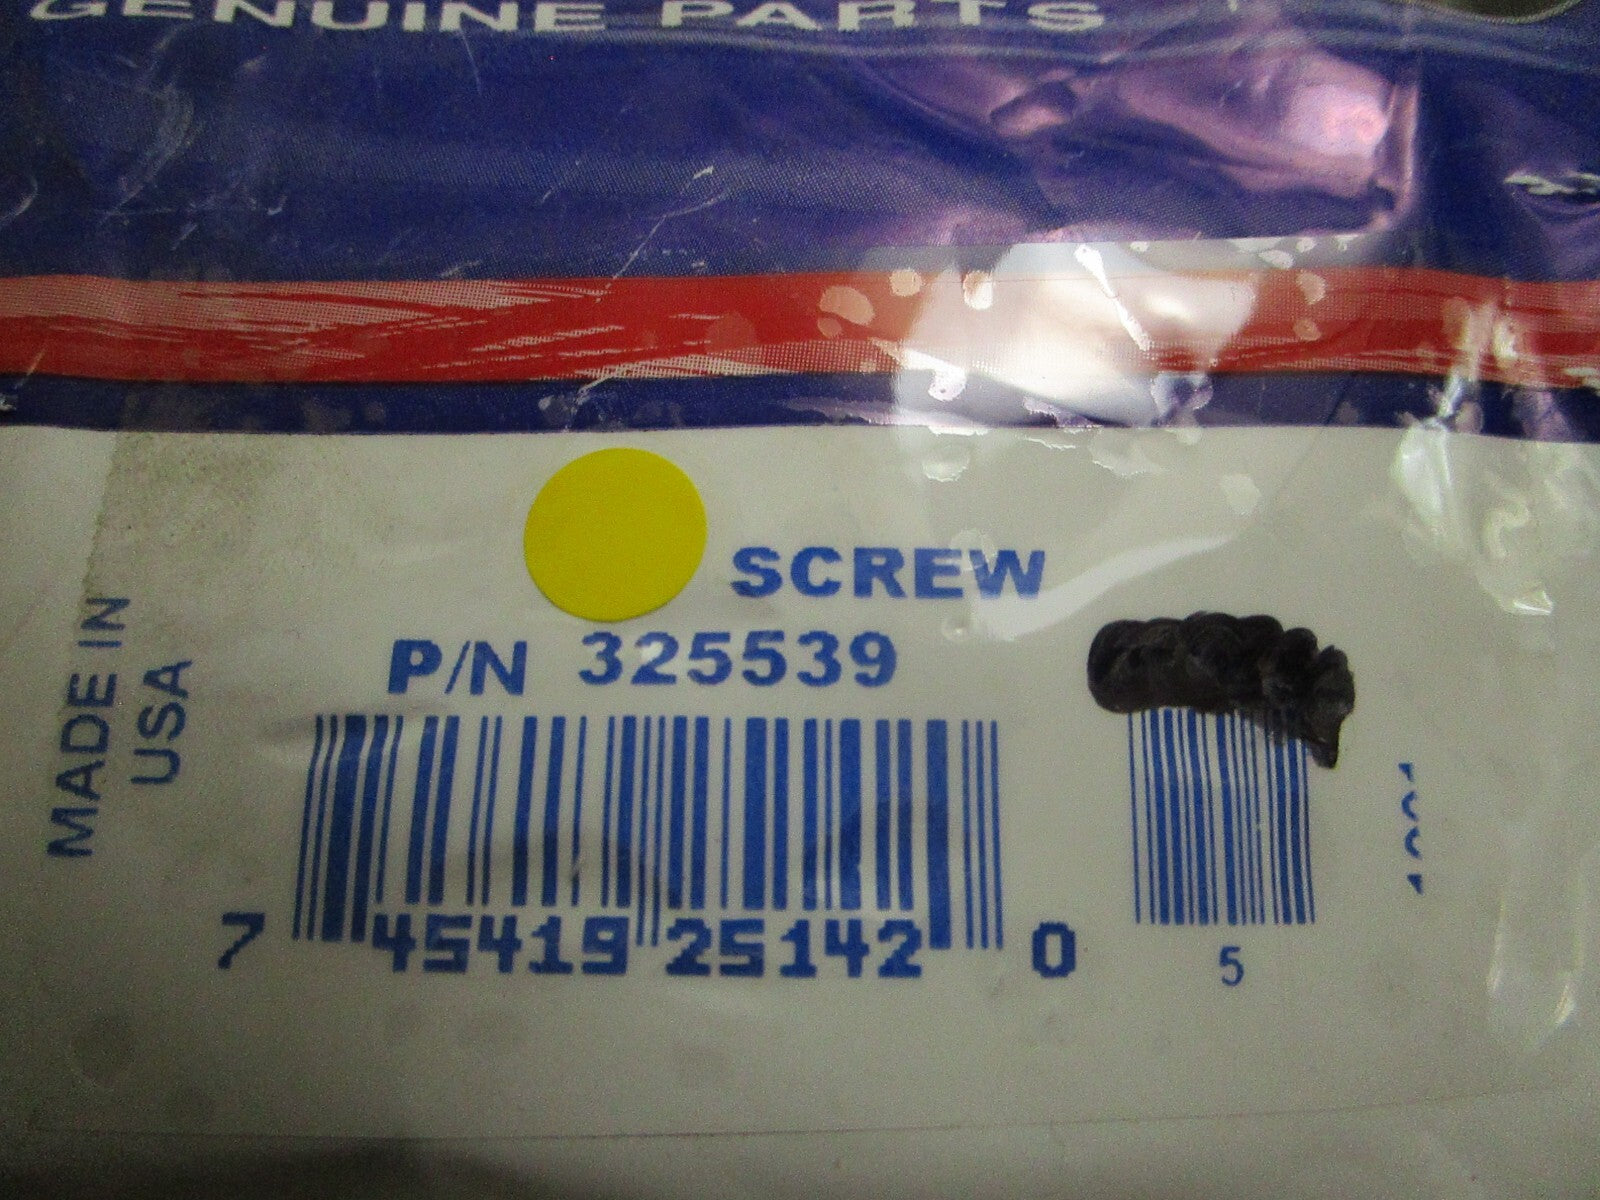 GENUINE PARTS
SCREW
P/N 325539
MADE IN
USA
7 45419 25142 0
5